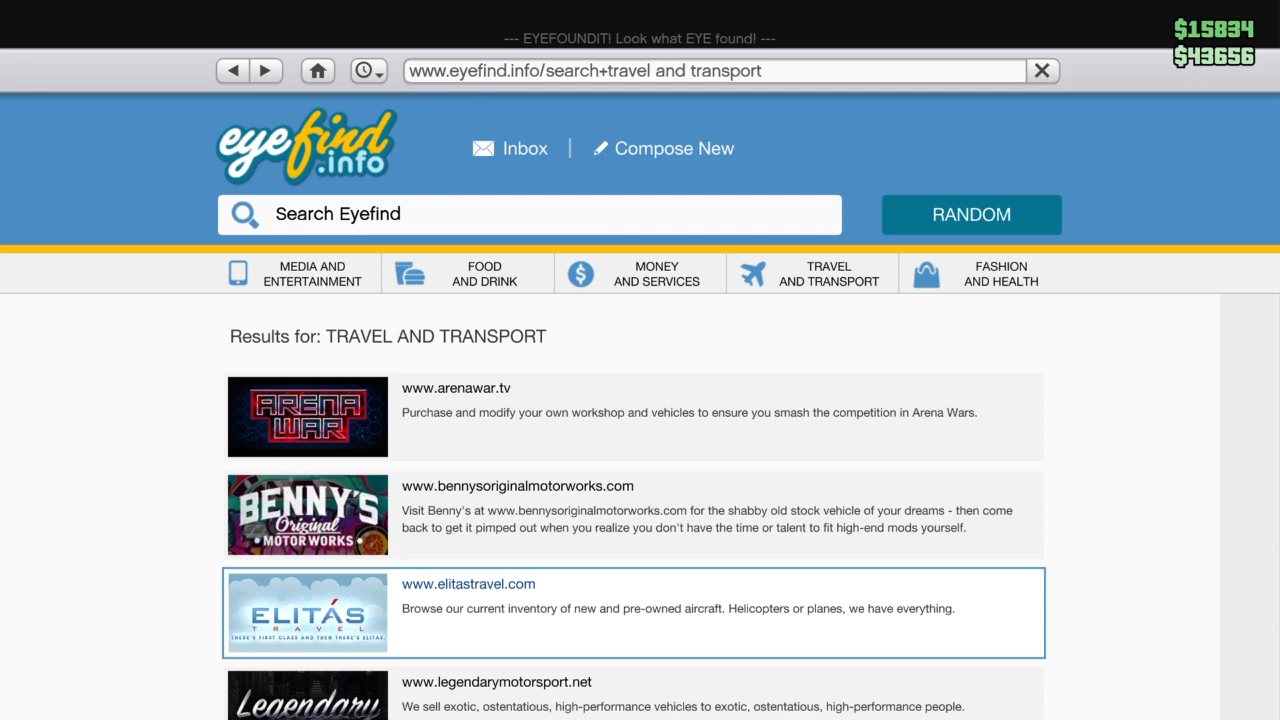 --- EYEFOUNDIT! Look what EYE found! ---
$15834
$43656
www.eyefind.info/search+travel and transport
eyefind
.info
Inbox
Compose New
Search Eyefind
RANDOM
MEDIA AND
ENTERTAINMENT
FOOD
AND DRINK
MONEY
AND SERVICES
TRAVEL
AND TRANSPORT
FASHION
AND HEALTH
Results for: TRAVEL AND TRANSPORT
ARENA
WAR
www.arenawar.tv
Purchase and modify your own workshop and vehicles to ensure you smash the competition in Arena Wars.
BENNY'S
Original
MOTOR WORKS
www.bennysoriginalmotorworks.com
Visit Benny's at www.bennysoriginalmotorworks.com for the shabby old stock vehicle of your dreams - then come
back to get it pimped out when you realize you don't have the time or talent to fit high-end mods yourself.
ELITÁS
TRAVEL
THERE'S FIRST CLASS AND THEN THERE'S ELITAS.
www.elitastravel.com
Browse our current inventory of new and pre-owned aircraft. Helicopters or planes, we have everything.
Legendary
www.legendarymotorsport.net
We sell exotic, ostentatious, high-performance vehicles to exotic, ostentatious, high-performance people.